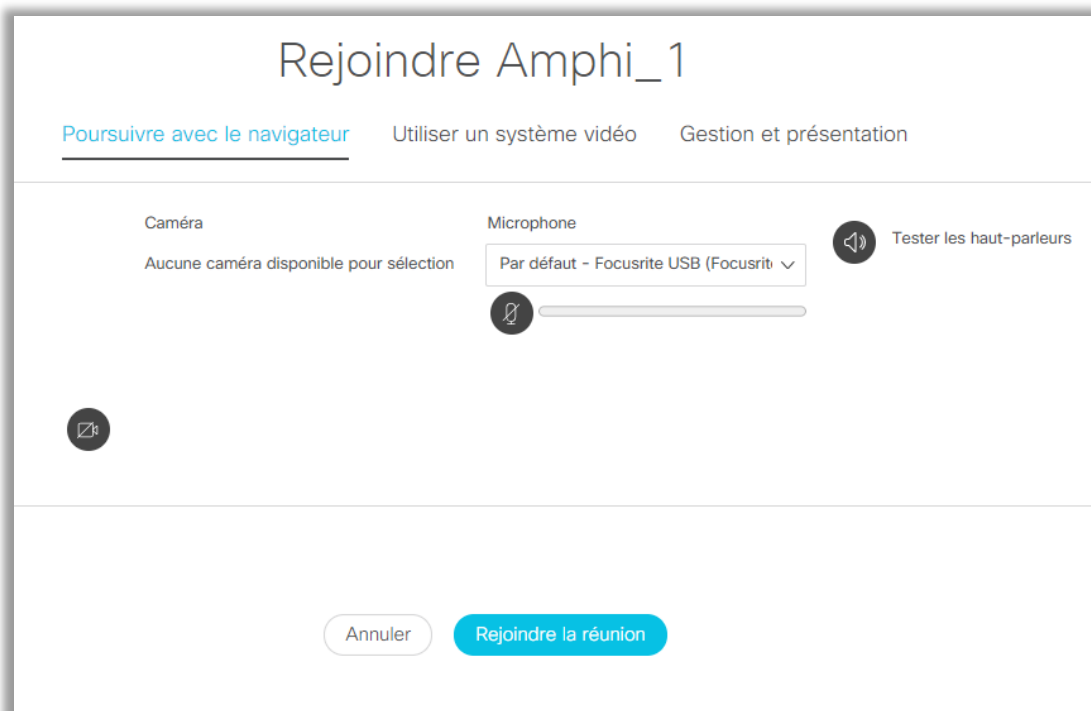 Rejoindre Amphi_1
Poursuivre avec le navigateur Utiliser un système vidéo Gestion et présentation
Caméra Microphone
Tester les haut-parleurs
Aucune caméra disponible pour sélection Par défaut - Focusrite USB (Focusrit
Annuler Rejoindre la réunion